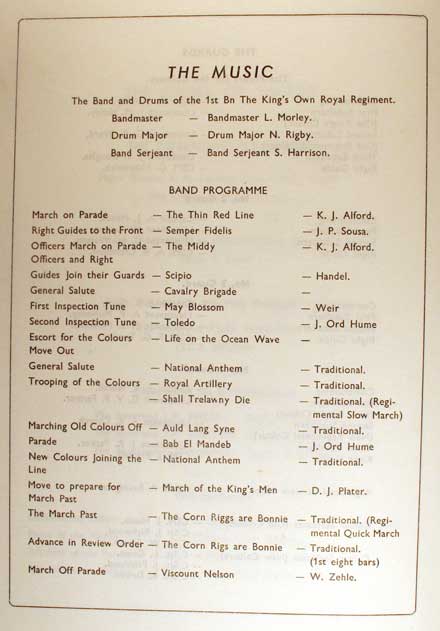 THE MUSIC
The Band and Drums of the 1st Bn The King's Own Royal Regiment.
Bandmaster — Bandmaster L. Morley.
Drum Major — Drum Major N. Rigby.
Band Serjeant — Band Serjeant S. Harrison.
BAND PROGRAMME
March on Parade — The Thin Red Line — K. J. Alford.
Right Guides to the Front — Semper Fidelis — J. P. Sousa.
Officers March on Parade — The Middy — K. J. Alford.
Officers and Right
Guides Join their Guards — Scipio — Handel.
General Salute — Cavalry Brigade —
First Inspection Tune — May Blossom — Weir
Second Inspection Tune — Toledo — J. Ord Hume
Escort for the Colours — Life on the Ocean Wave —
Move Out
General Salute — National Anthem — Traditional.
Trooping of the Colours — Royal Artillery — Traditional.
— Shall Trelawny Die — Traditional. (Regi-
mental Slow March)
Marching Old Colours Off — Auld Lang Syne — Traditional.
Parade — Bab El Mandeb — J. Ord Hume
New Colours Joining the — National Anthem — Traditional.
Line
Move to prepare for — March of the King's Men — D. J. Plater.
March Past
The March Past — The Corn Riggs are Bonnie — Traditional. (Regi-
mental Quick March
Advance in Review Order — The Corn Rigs are Bonnie — Traditional.
(1st eight bars)
March Off Parade — Viscount Nelson — W. Zehle.